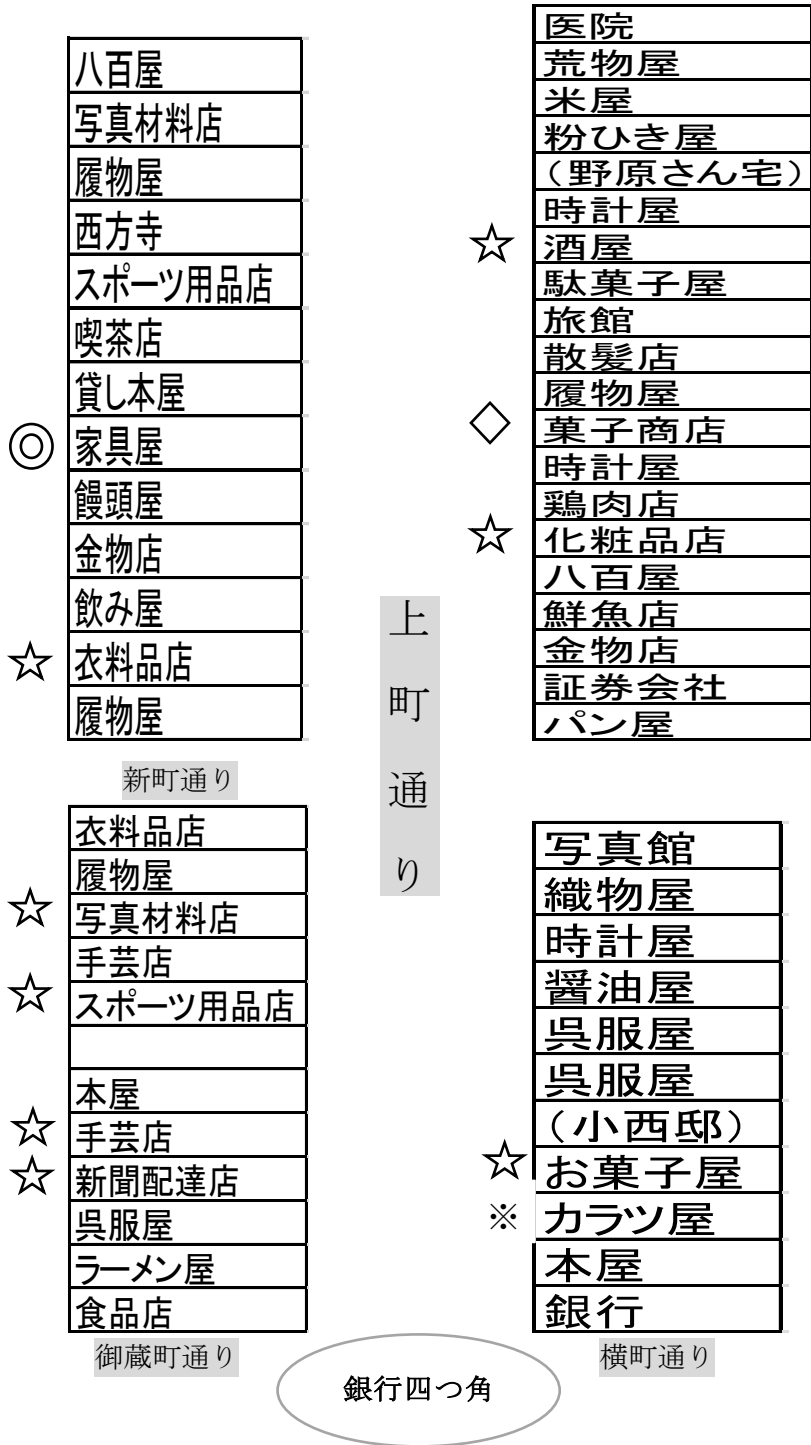 八百屋
写真材料店
履物屋
西方寺
スポーツ用品店
喫茶店
貸し本屋
◎ 家具屋
饅頭屋
金物店
飲み屋
☆ 衣料品店
履物屋
新町通り
衣料品店
履物屋
☆ 写真材料店
手芸店
☆ スポーツ用品店
本屋
☆ 手芸店
☆ 新聞配達店
呉服屋
ラーメン屋
食品店
御蔵町通り
上町通り
医院
荒物屋
米屋
粉ひき屋
（野原さん宅）
時計屋
☆ 酒屋
駄菓子屋
旅館
散髪店
履物屋
◇ 菓子商店
時計屋
鶏肉店
☆ 化粧品店
八百屋
鮮魚店
金物店
証券会社
パン屋
写真館
織物屋
時計屋
醤油屋
呉服屋
呉服屋
（小西邸）
☆ お菓子屋
※ カラツ屋
本屋
銀行
横町通り
銀行四つ角